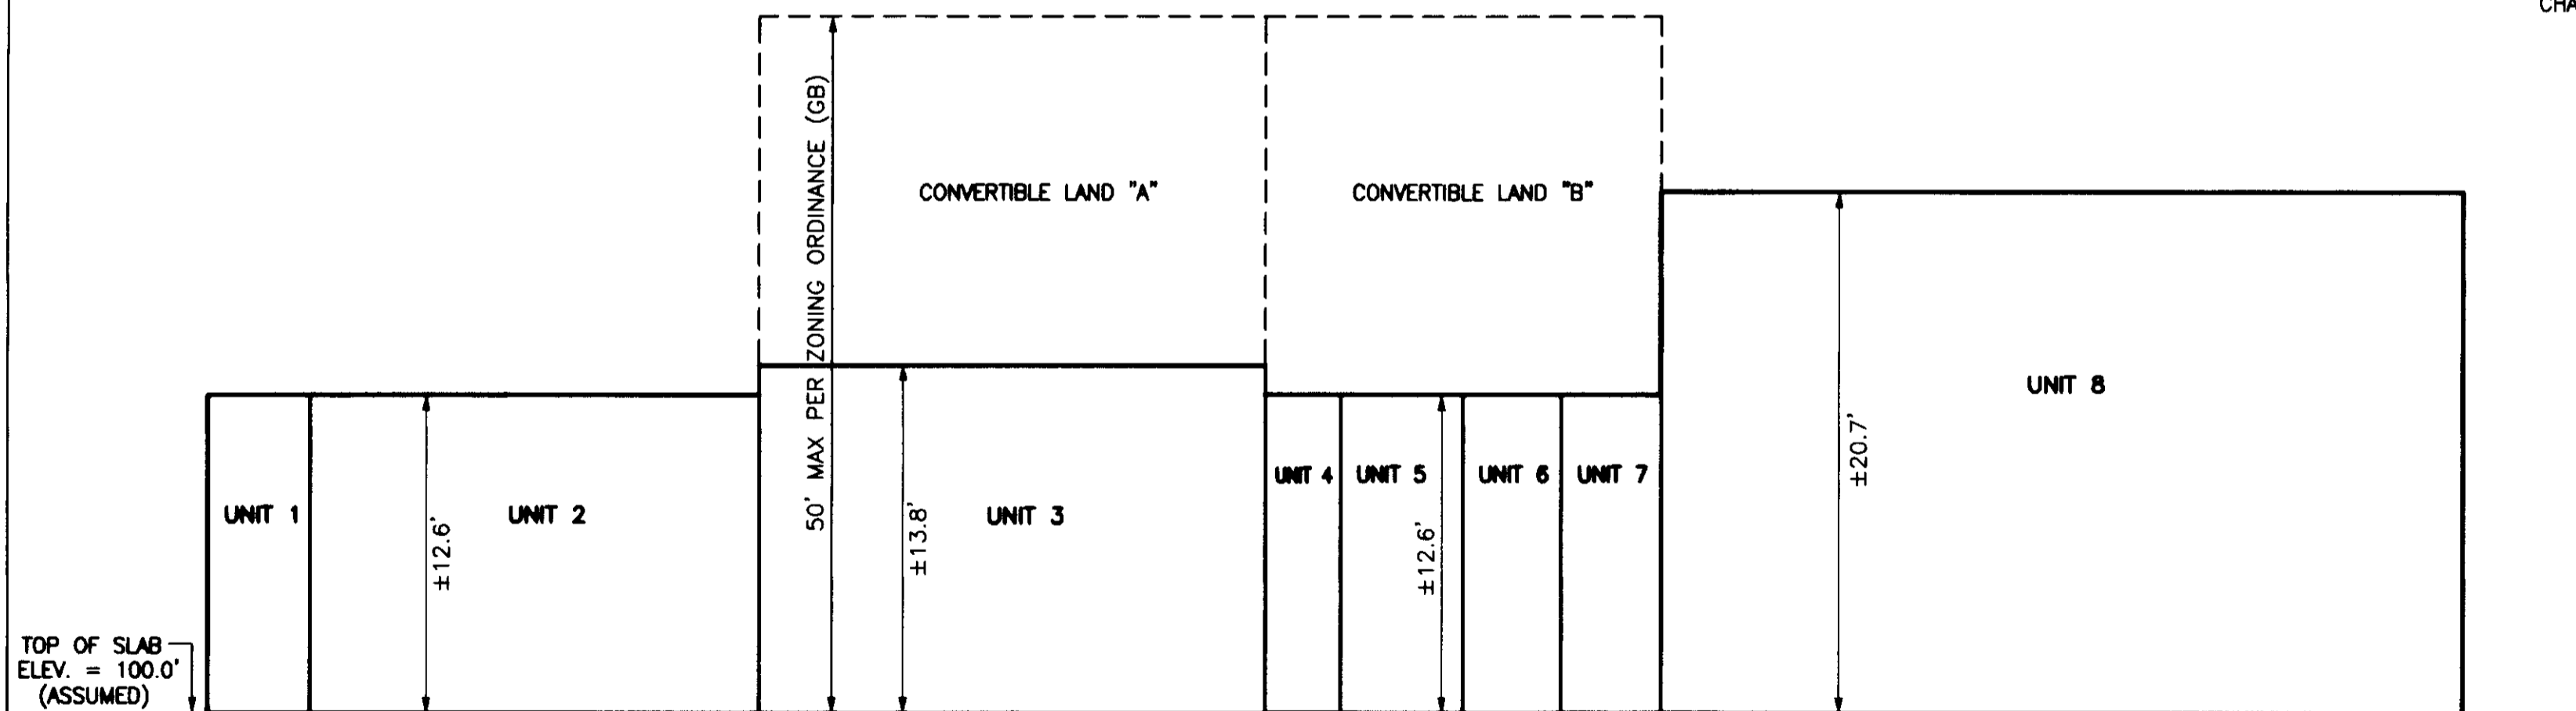 CHA
50' MAX PER ZONING ORDINANCE (GB)
CONVERTIBLE LAND "A"
CONVERTIBLE LAND "B"
UNIT 8
±20.7'
UNIT 4
UNIT 5
UNIT 6
UNIT 7
UNIT 1
UNIT 2
UNIT 3
±12.6'
±13.8'
±12.6'
TOP OF SLAB
ELEV. = 100.0'
(ASSUMED)